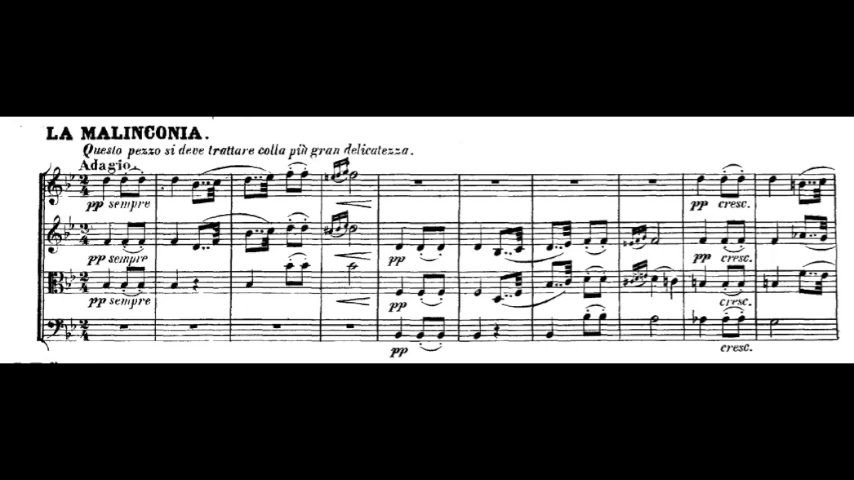 LA MALINCONIA.
Questo pezzo si deve trattare colla più gran delicatezza.
Adagio.
pp sempre
pp cresc.
pp sempre
pp
pp cresc.
pp sempre
pp
cresc.
pp
cresc.